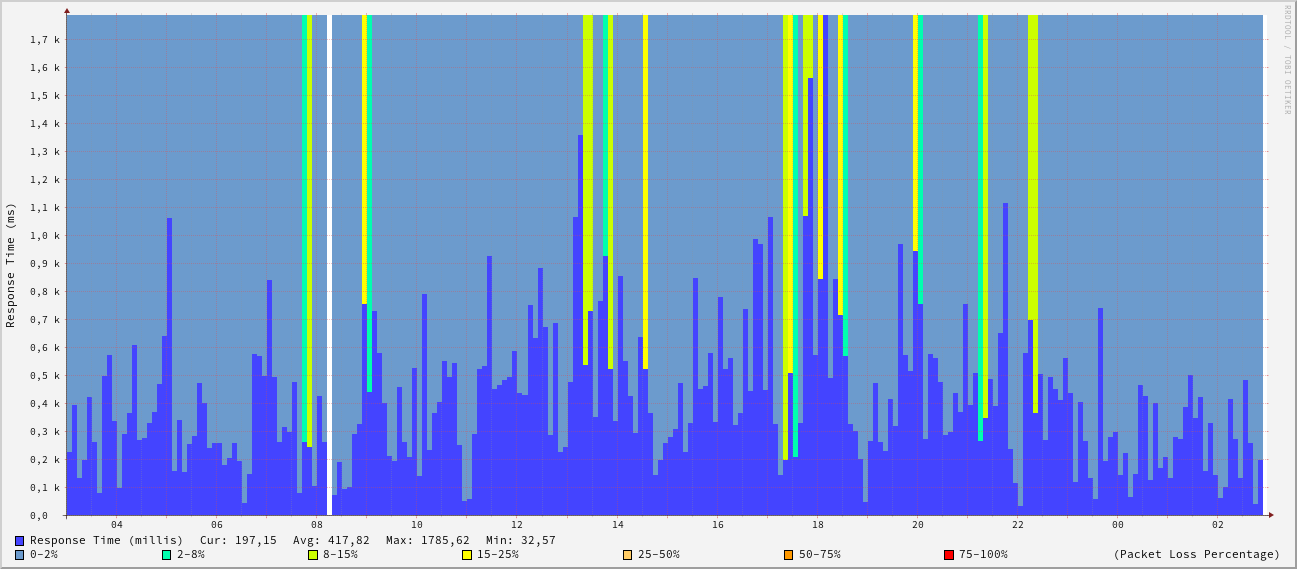 RRDTOOL / TOBI OETIKER
Response Time (ms)
1,7 k
1,6 k
1,5 k
1,4 k
1,3 k
1,2 k
1,1 k
1,0 k
0,9 k
0,8 k
0,7 k
0,6 k
0,5 k
0,4 k
0,3 k
0,2 k
0,1 k
0,0
04 06 08 10 12 14 16 18 20 22 00 02
Response Time (millis) Cur: 197,15 Avg: 417,82 Max: 1785,62 Min: 32,57
0-2% 2-8% 8-15% 15-25% 25-50% 50-75% 75-100% (Packet Loss Percentage)